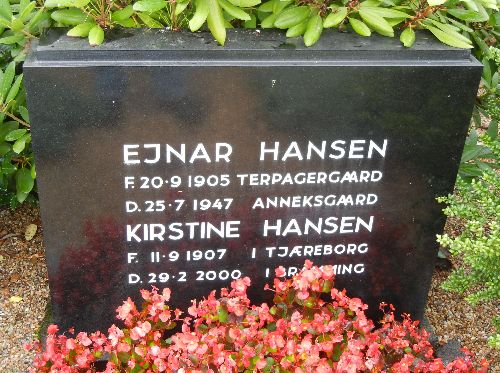 EJNAR HANSEN
F. 20-9 1905 TERPAGERGAARD
D. 25-7 1947 ANNEKSGAARD
KIRSTINE HANSEN
F. 11-9 1907 I TJÆREBORG
D. 29-2 2000 I